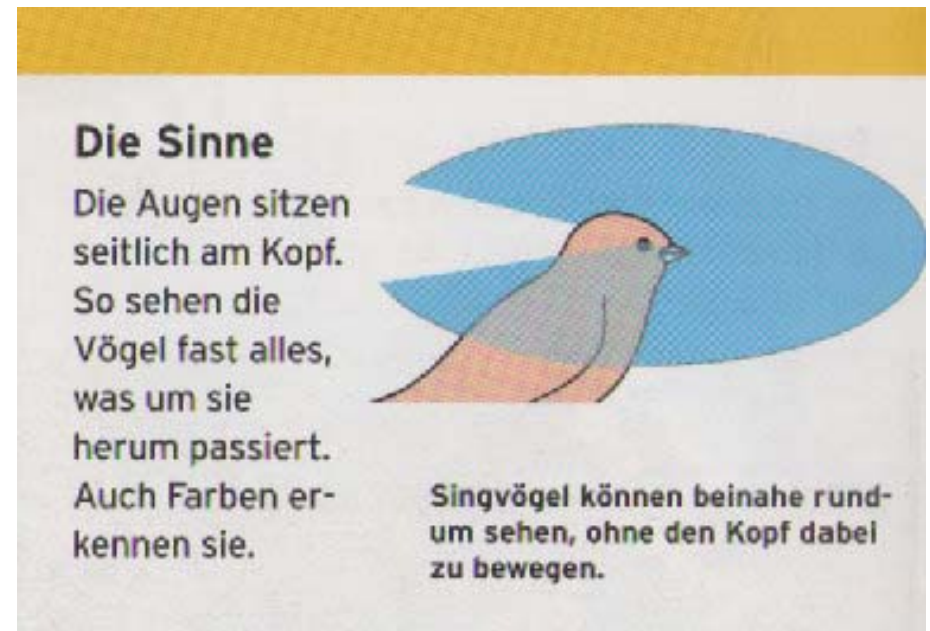 Die Sinne
Die Augen sitzen
seitlich am Kopf.
So sehen die
Vögel fast alles,
was um sie
herum passiert.
Auch Farben er-
kennen sie.
Singvögel können beinahe rund-
um sehen, ohne den Kopf dabei
zu bewegen.